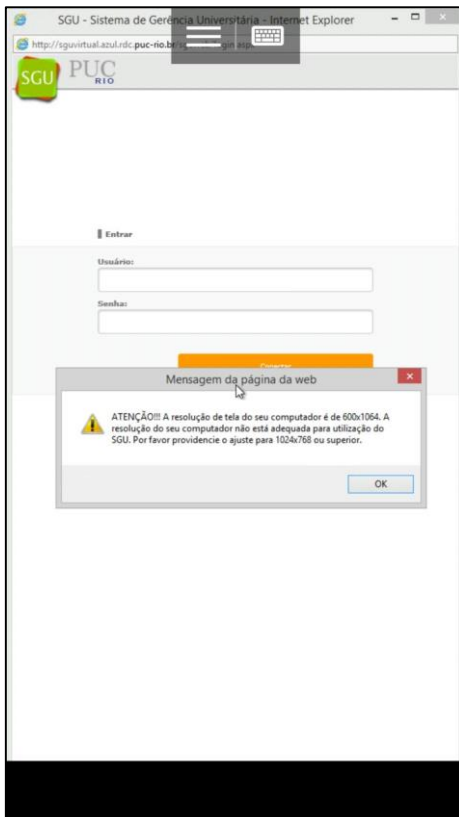 SGU - Sistema de Gerência Universitária - Internet Explorer
http://sguvirtual.azul.rdc.puc-rio.br
SGU PUC
RIO
Entrar
Usuário:
Senha:
Conectar
Mensagem da página da web
ATENÇÃO!!! A resolução de tela do seu computador é de 600x1064. A
resolução do seu computador não está adequada para utilização do
SGU. Por favor providencie o ajuste para 1024x768 ou superior.
OK